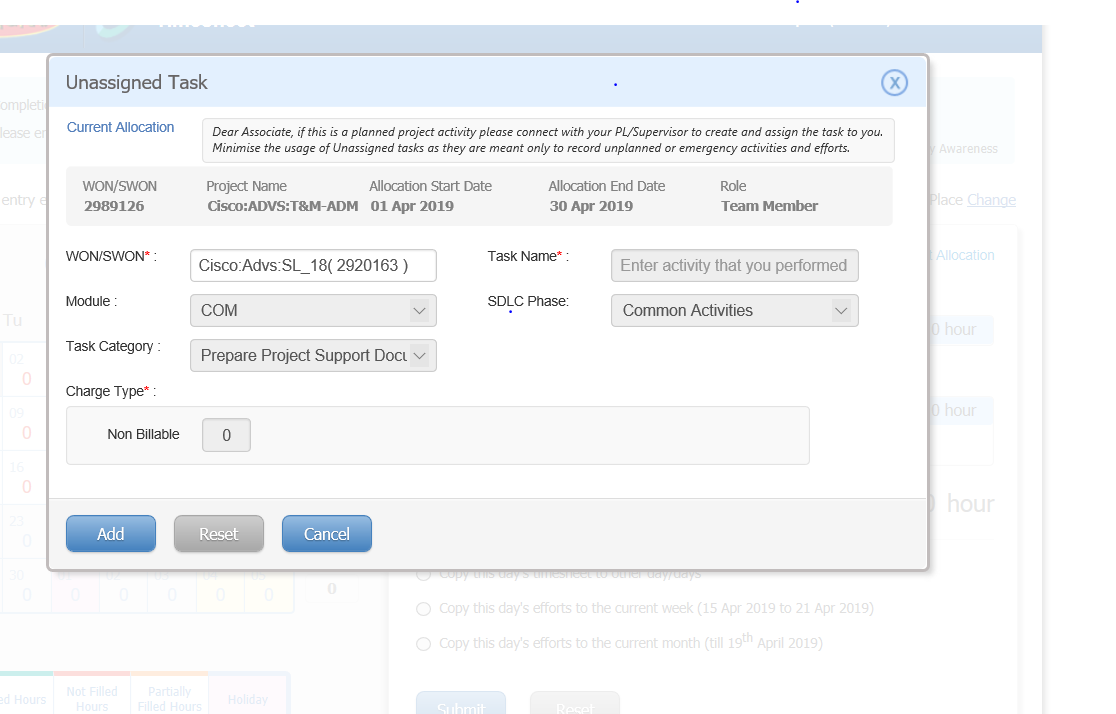 Unassigned Task
X
Current Allocation
Dear Associate, if this is a planned project activity please connect with your PL/Supervisor to create and assign the task to you.
Minimise the usage of Unassigned tasks as they are meant only to record unplanned or emergency activities and efforts.
WON/SWON Project Name Allocation Start Date Allocation End Date Role
2989126 Cisco:ADVS:T&M-ADM 01 Apr 2019 30 Apr 2019 Team Member
WON/SWON* : Cisco:Advs:SL_18( 2920163 ) Task Name* : Enter activity that you performed
Module : COM SDLC Phase: Common Activities
Task Category : Prepare Project Support Docu
Charge Type* :
Non Billable 0
Add Reset Cancel
Awareness
entry
Place Change
Allocation
Tu
0 hour
02
0
09
0
0 hour
16
0
23
0
hour
30 01 02 03 04 05
0 0 0 0 0 0 0
Copy this day's timesheet to other day/days
Copy this day's efforts to the current week (15 Apr 2019 to 21 Apr 2019)
Copy this day's efforts to the current month (till 19th April 2019)
Hours
Not Filled Hours
Partially Filled Hours
Holiday
Submit Reset